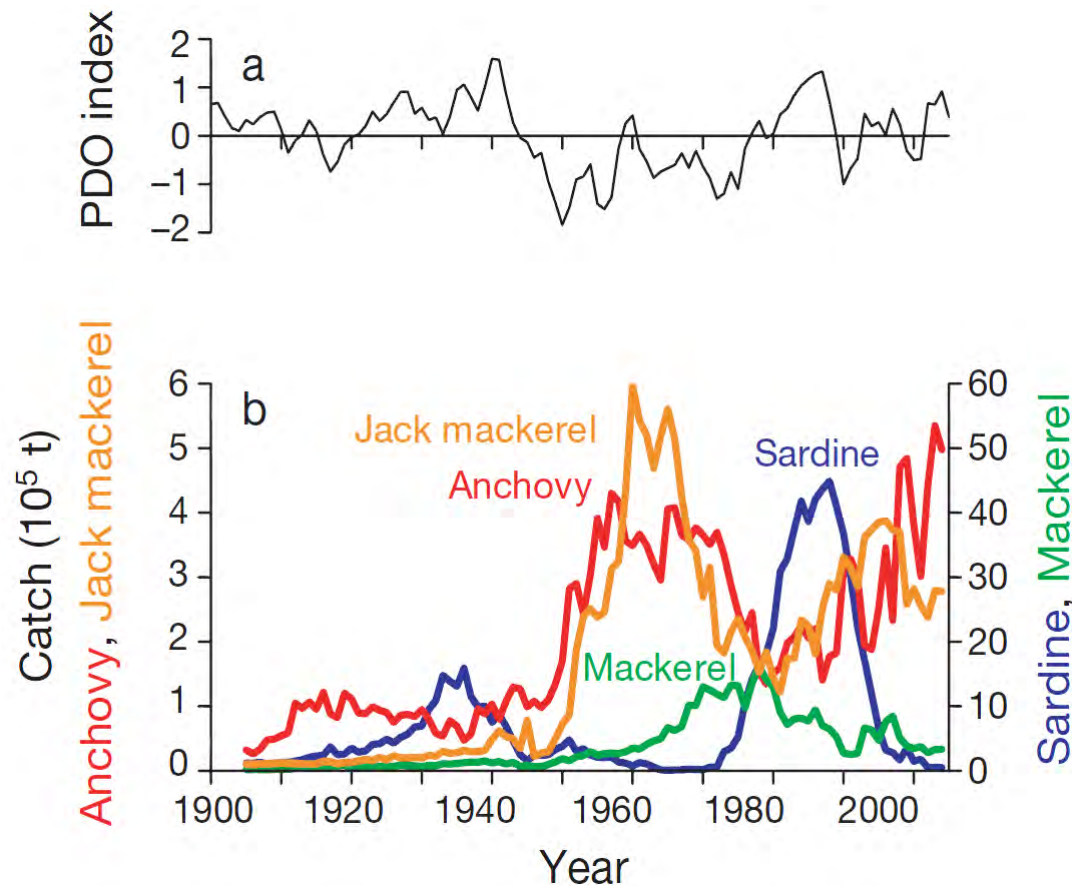 a
PDO index
2
1
0
−1
−2
b
Catch (10⁵ t)
Anchovy, Jack mackerel
6
5
4
3
2
1
0
Jack mackerel
Anchovy
Sardine
Mackerel
60
50
40
30
20
10
0
Sardine, Mackerel
1900 1920 1940 1960 1980 2000
Year